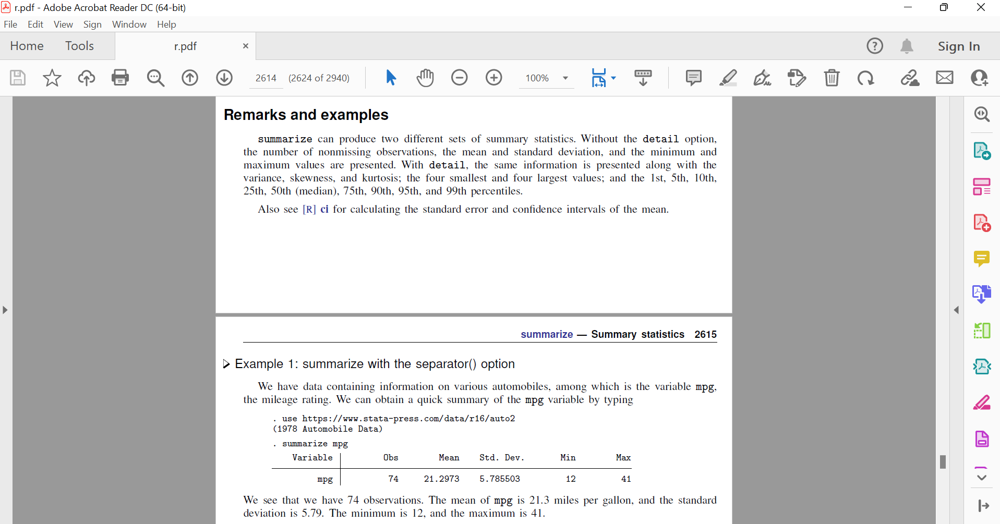 r.pdf - Adobe Acrobat Reader DC (64-bit)
File Edit View Sign Window Help
Home Tools r.pdf × Sign In
2614 (2624 of 2940) 100%
Remarks and examples
summarize can produce two different sets of summary statistics. Without the detail option,
the number of nonmissing observations, the mean and standard deviation, and the minimum and
maximum values are presented. With detail, the same information is presented along with the
variance, skewness, and kurtosis; the four smallest and four largest values; and the 1st, 5th, 10th,
25th, 50th (median), 75th, 90th, 95th, and 99th percentiles.
Also see [R] ci for calculating the standard error and confidence intervals of the mean.
summarize — Summary statistics 2615
Example 1: summarize with the separator() option
We have data containing information on various automobiles, among which is the variable mpg,
the mileage rating. We can obtain a quick summary of the mpg variable by typing
. use https://www.stata-press.com/data/r16/auto2
(1978 Automobile Data)
. summarize mpg
Variable Obs Mean Std. Dev. Min Max
mpg 74 21.2973 5.785503 12 41
We see that we have 74 observations. The mean of mpg is 21.3 miles per gallon, and the standard
deviation is 5.79. The minimum is 12, and the maximum is 41.